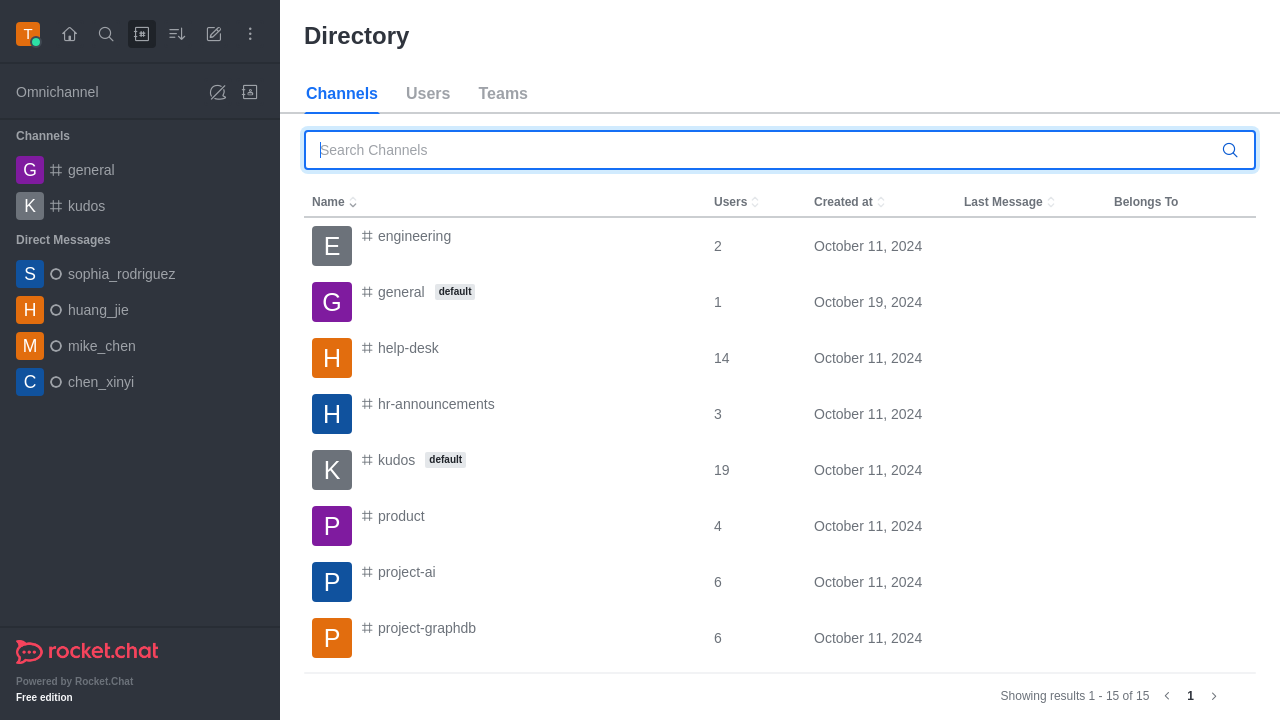 T
Omnichannel
Channels
G general
K kudos
Direct Messages
S sophia_rodriguez
H huang_jie
M mike_chen
C chen_xinyi
rocket.chat
Powered by Rocket.Chat
Free edition
Directory
Channels Users Teams
Search Channels
Name Users Created at Last Message Belongs To
E engineering 2 October 11, 2024
G general default 1 October 19, 2024
H help-desk 14 October 11, 2024
H hr-announcements 3 October 11, 2024
K kudos default 19 October 11, 2024
P product 4 October 11, 2024
P project-ai 6 October 11, 2024
P project-graphdb 6 October 11, 2024
Showing results 1 - 15 of 15 1